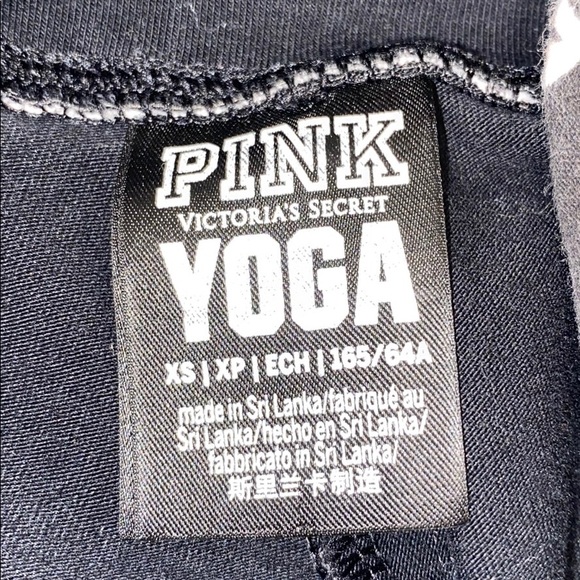 PINK
VICTORIA'S SECRET
YOGA
XS | XP | ECH | 165/64A
made in Sri Lanka/fabriqué au
Sri Lanka/hecho en Sri Lanka/
fabbricato in Sri Lanka/
斯里兰卡制造